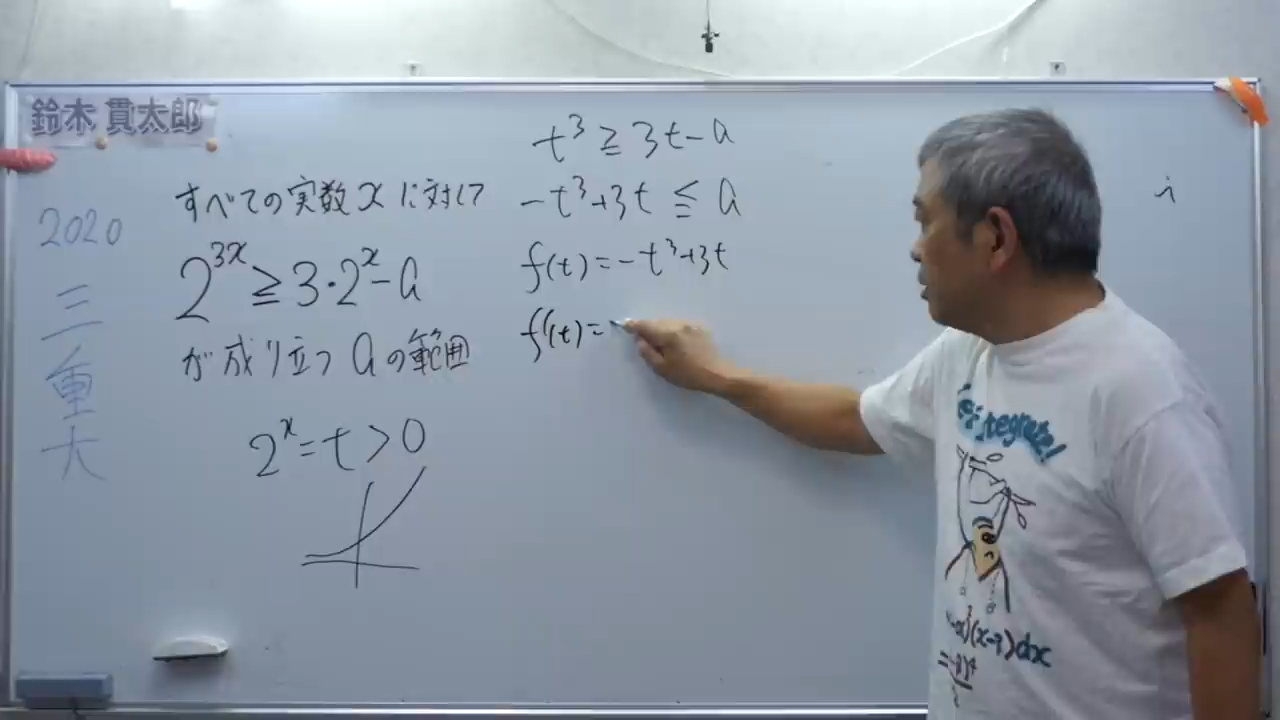 鈴木貫太郎
2020
三重大
すべての実数xに対して
2^{3x} ≧ 3・2^x − a
が成り立つaの範囲
2^x = t > 0
t^3 ≧ 3t − a
−t^3 + 3t ≦ a
f(t) = −t^3 + 3t
f'(t) = −
integrate!
(x-
dx